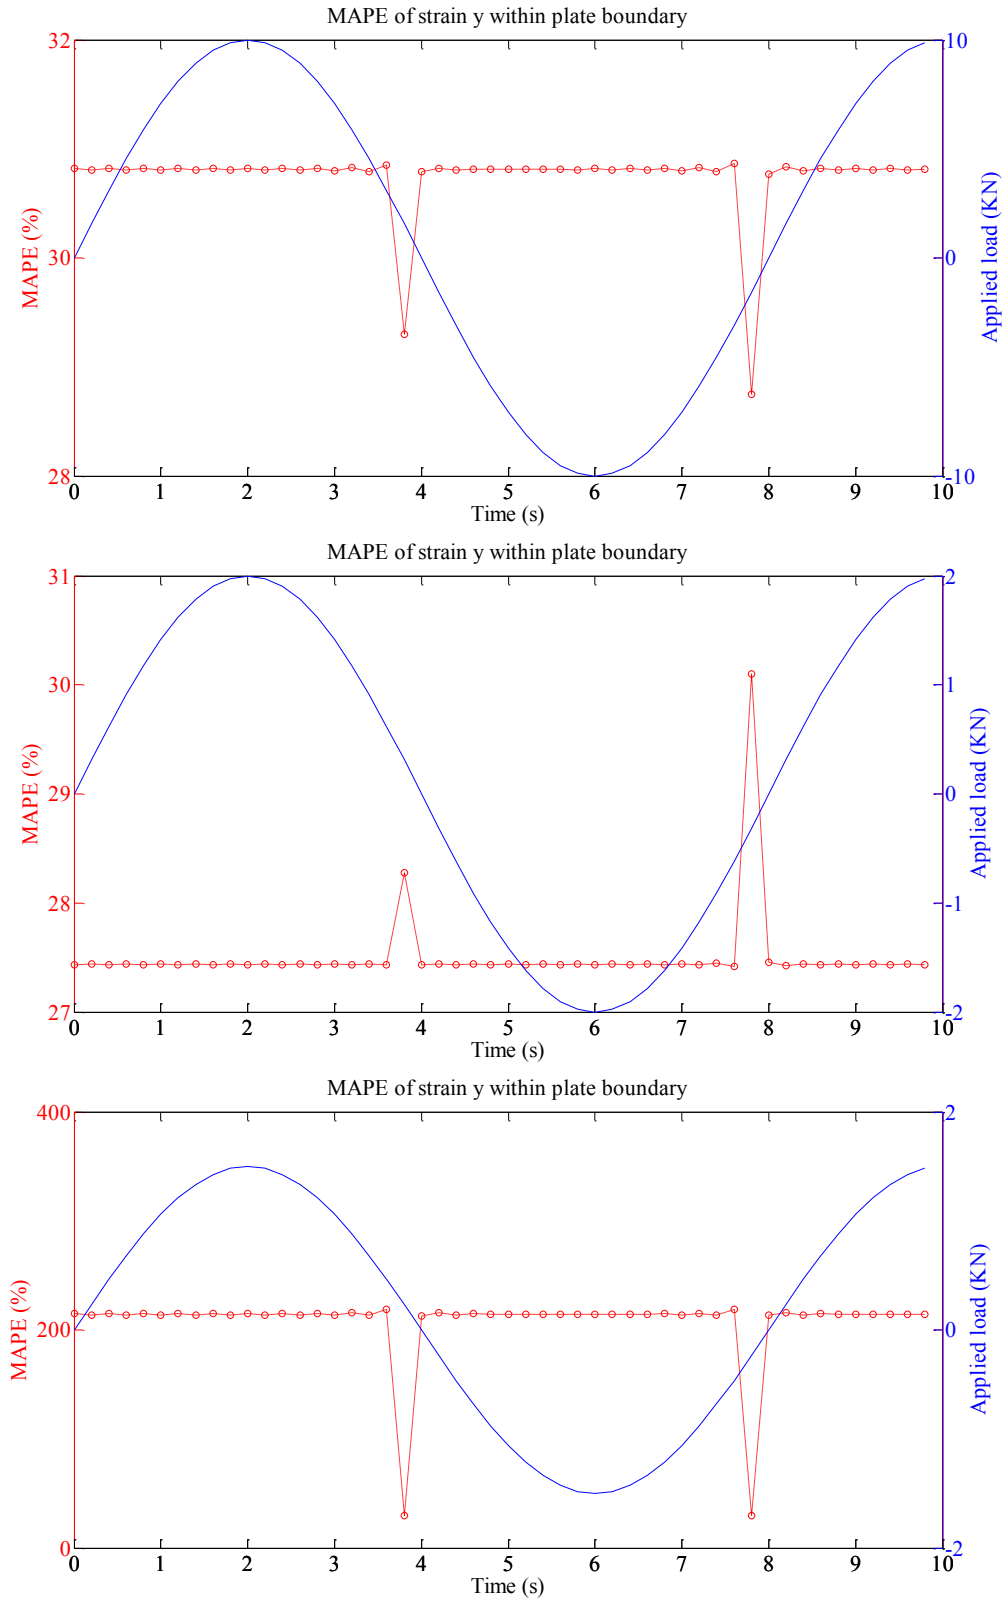 MAPE of strain y within plate boundary
32
30
28
MAPE (%)
10
0
-10
Applied load (KN)
0 1 2 3 4 5 6 7 8 9 10
Time (s)
MAPE of strain y within plate boundary
31
30
29
28
27
MAPE (%)
2
1
0
-1
-2
Applied load (KN)
0 1 2 3 4 5 6 7 8 9 10
Time (s)
MAPE of strain y within plate boundary
400
200
0
MAPE (%)
2
0
-2
Applied load (KN)
0 1 2 3 4 5 6 7 8 9 10
Time (s)